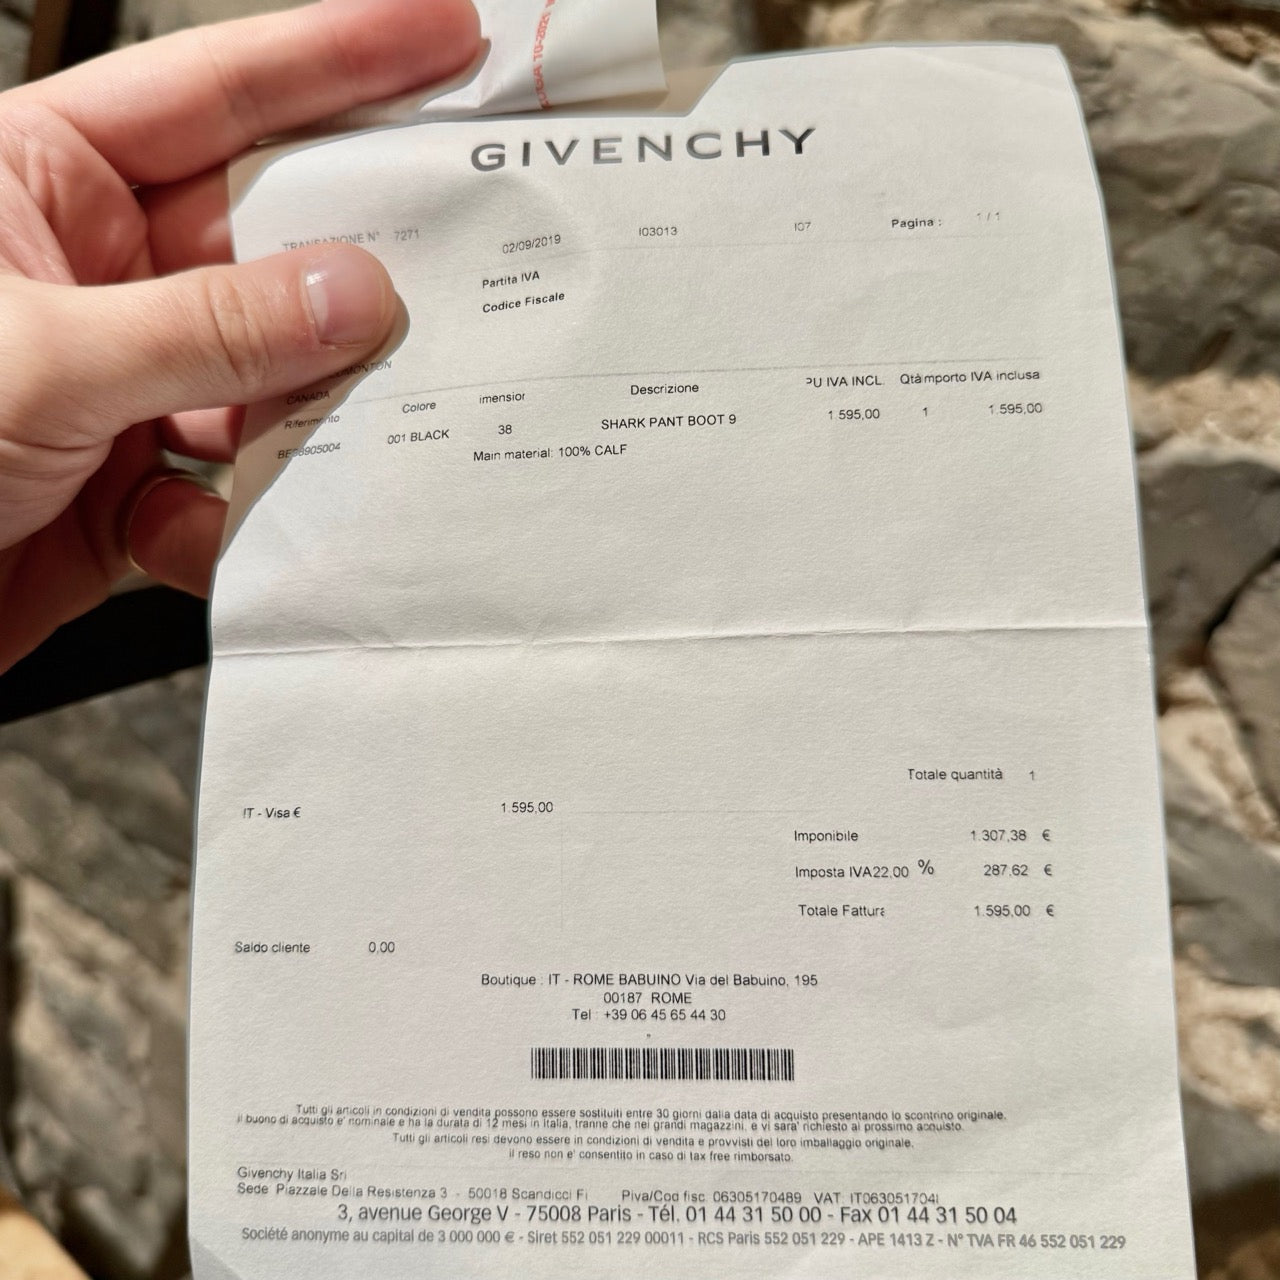 TU-2021
GIVENCHY
TRANSAZIONE N° 7271 02/09/2019 I03013 I07 Pagina : 1 / 1
Partita IVA
Codice Fiscale
CANADA
Riferimento Colore imension Descrizione PU IVA INCL. Qtà mporto IVA inclusa
001 BLACK 38 SHARK PANT BOOT 9 1.595,00 1 1.595,00
Main material: 100% CALF
Totale quantità 1
IT - Visa € 1.595,00
Imponibile 1.307,38 €
Imposta IVA22,00 % 287,62 €
Totale Fattura 1.595,00 €
Saldo cliente 0,00
Boutique : IT - ROME BABUINO Via del Babuino, 195
00187 ROME
Tel : +39 06 45 65 44 30
Tutti gli articoli in condizioni di vendita possono essere sostituiti entro 30 giorni dalla data di acquisto presentando lo scontrino originale.
Il buono di acquisto e' nominale e ha la durata di 12 mesi in Italia, tranne che nei grandi magazzini, e vi sara' richiesto al prossimo acquisto.
Tutti gli articoli resi devono essere in condizioni di vendita e provvisti del loro imballaggio originale.
Il reso non e' consentito in caso di tax free rimborsato.
Givenchy Italia Srl
Sede Piazzale Della Resistenza 3 - 50018 Scandicci Fi P.iva/Cod fisc. 06305170489 VAT: IT063051704
3, avenue George V - 75008 Paris - Tél. 01 44 31 50 00 - Fax 01 44 31 50 04
Société anonyme au capital de 3 000 000 € - Siret 552 051 229 00011 - RCS Paris 552 051 229 - APE 1413 Z - N° TVA FR 46 552 051 229